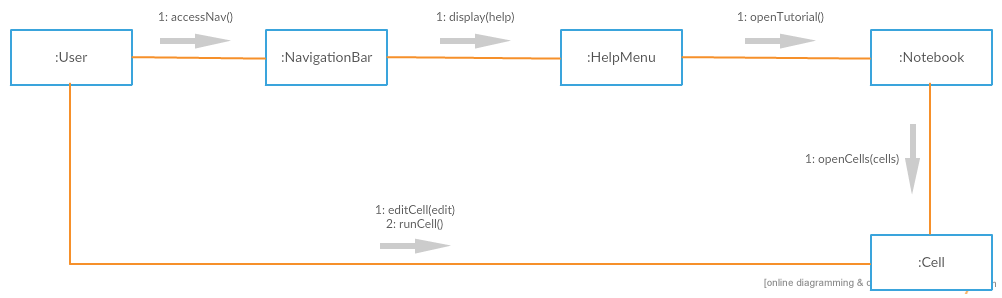 1: accessNav()
1: display(help)
1: openTutorial()
:User
:NavigationBar
:HelpMenu
:Notebook
1: openCells(cells)
1: editCell(edit)
2: runCell()
:Cell
[online diagramming &